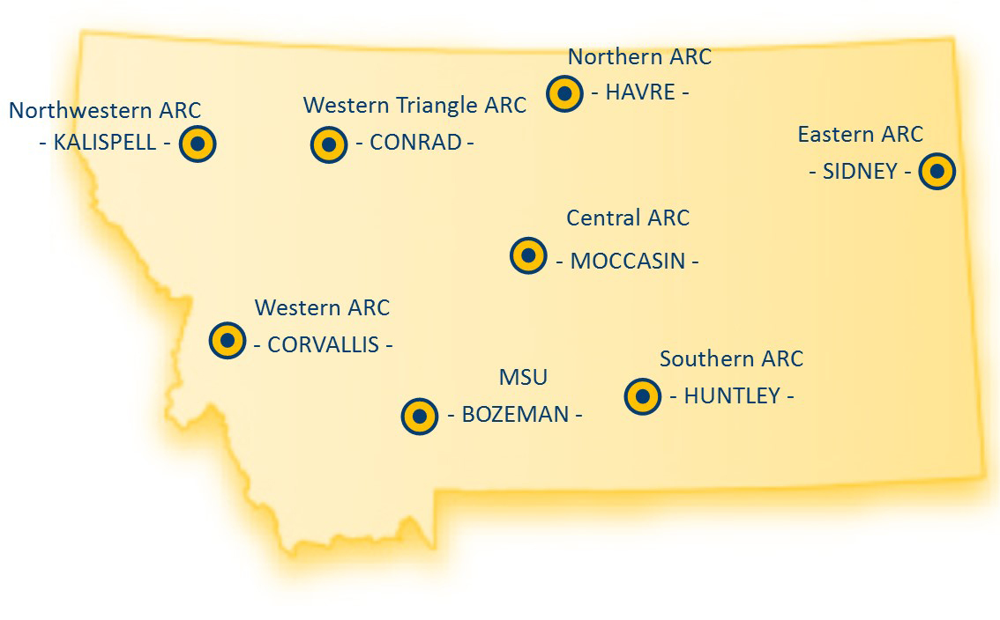 Northern ARC
- HAVRE -
Northwestern ARC
- KALISPELL -
Western Triangle ARC
- CONRAD -
Eastern ARC
- SIDNEY -
Central ARC
- MOCCASIN -
Western ARC
- CORVALLIS -
MSU
- BOZEMAN -
Southern ARC
- HUNTLEY -